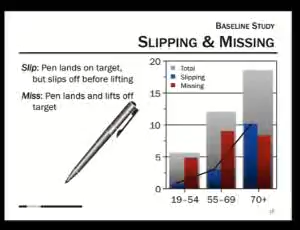 BASELINE STUDY
SLIPPING & MISSING
Slip: Pen lands on target,
but slips off before lifting
Miss: Pen lands and lifts off
target
20
15
10
5
0
Total
Slipping
Missing
19-54 55-69 70+